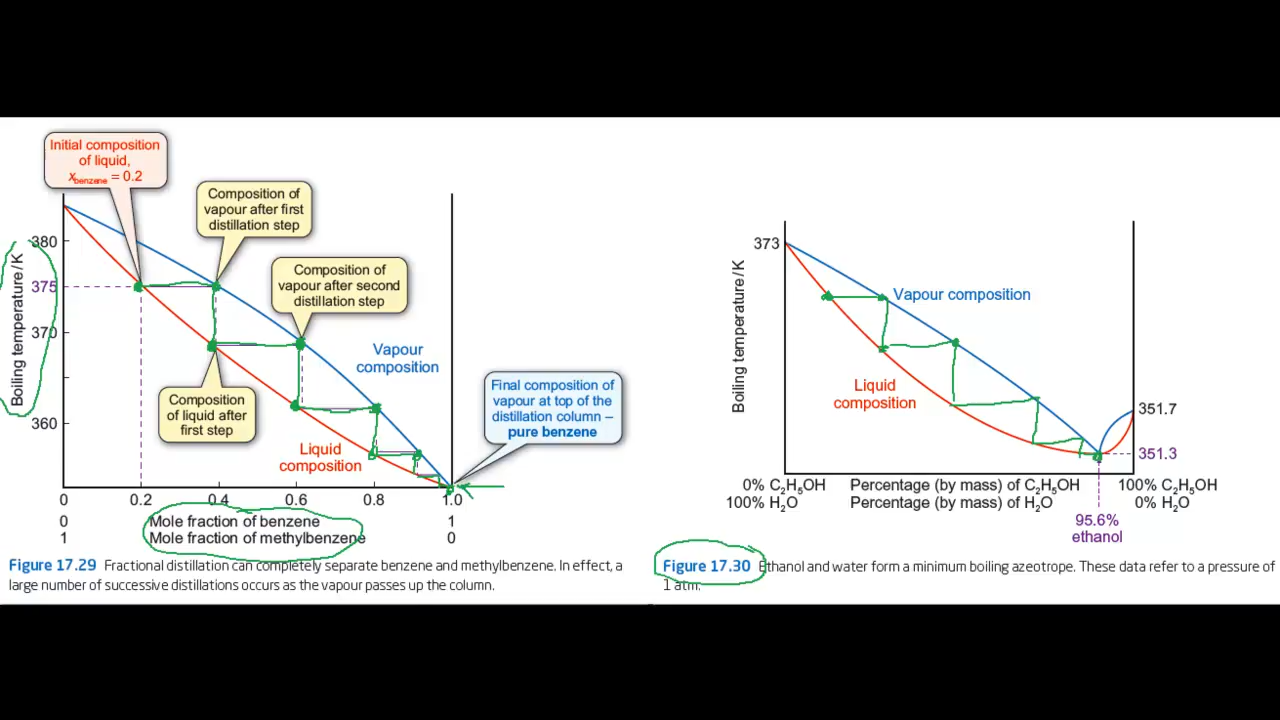 Initial composition
of liquid,
xbenzene = 0.2
Composition of
vapour after first
distillation step
Composition of
vapour after second
distillation step
Vapour
composition
Final composition of
vapour at top of the
distillation column –
pure benzene
Composition
of liquid after
first step
Liquid
composition
Boiling temperature/K
380
375
370
360
0 0.2 0.4 0.6 0.8 1.0
0 Mole fraction of benzene 1
1 Mole fraction of methylbenzene 0
Figure 17.29 Fractional distillation can completely separate benzene and methylbenzene. In effect, a
large number of successive distillations occurs as the vapour passes up the column.
Boiling temperature/K
373
Vapour composition
Liquid
composition
351.7
351.3
0% C₂H₅OH Percentage (by mass) of C₂H₅OH 100% C₂H₅OH
100% H₂O Percentage (by mass) of H₂O 0% H₂O
95.6%
ethanol
Figure 17.30 Ethanol and water form a minimum boiling azeotrope. These data refer to a pressure of
1 atm.